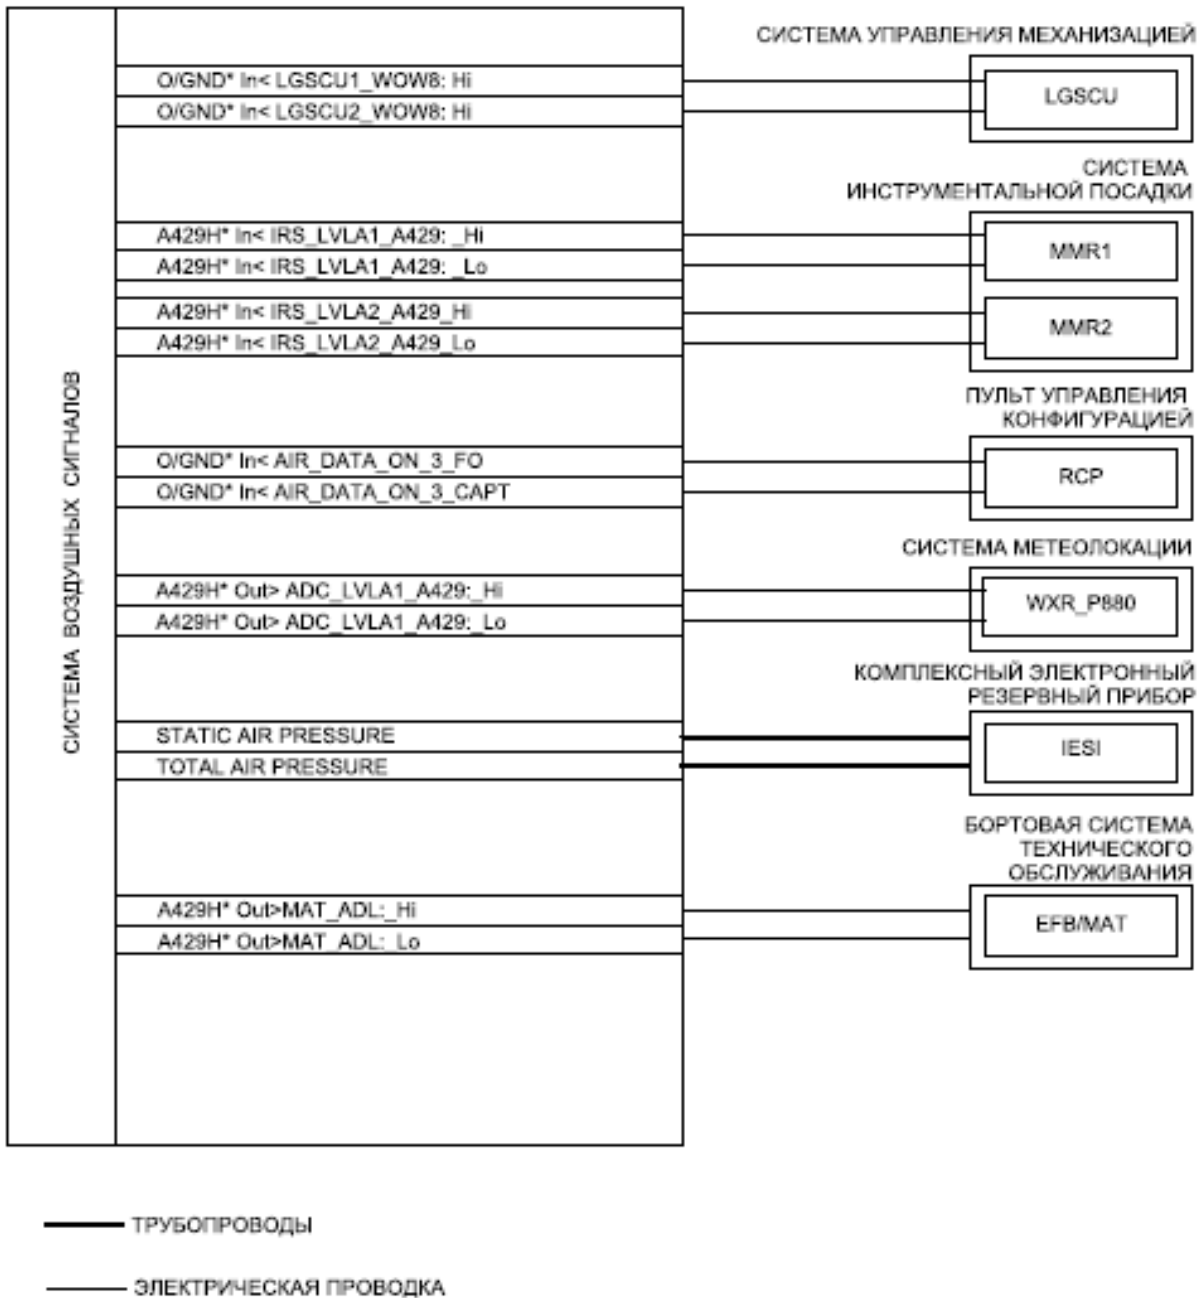 СИСТЕМА ВОЗДУШНЫХ СИГНАЛОВ
СИСТЕМА УПРАВЛЕНИЯ МЕХАНИЗАЦИЕЙ
O/GND* In< LGSCU1_WOW8: Hi
O/GND* In< LGSCU2_WOW8: Hi
LGSCU
СИСТЕМА
ИНСТРУМЕНТАЛЬНОЙ ПОСАДКИ
A429H* In< IRS_LVLA1_A429: _Hi
A429H* In< IRS_LVLA1_A429: _Lo
MMR1
A429H* In< IRS_LVLA2_A429_Hi
A429H* In< IRS_LVLA2_A429_Lo
MMR2
ПУЛЬТ УПРАВЛЕНИЯ
КОНФИГУРАЦИЕЙ
O/GND* In< AIR_DATA_ON_3_FO
O/GND* In< AIR_DATA_ON_3_CAPT
RCP
СИСТЕМА МЕТЕОЛОКАЦИИ
A429H* Out> ADC_LVLA1_A429:_Hi
A429H* Out> ADC_LVLA1_A429:_Lo
WXR_P880
КОМПЛЕКСНЫЙ ЭЛЕКТРОННЫЙ
РЕЗЕРВНЫЙ ПРИБОР
STATIC AIR PRESSURE
TOTAL AIR PRESSURE
IESI
БОРТОВАЯ СИСТЕМА
ТЕХНИЧЕСКОГО
ОБСЛУЖИВАНИЯ
A429H* Out>MAT_ADL:_Hi
A429H* Out>MAT_ADL:_Lo
EFB/MAT
ТРУБОПРОВОДЫ
ЭЛЕКТРИЧЕСКАЯ ПРОВОДКА